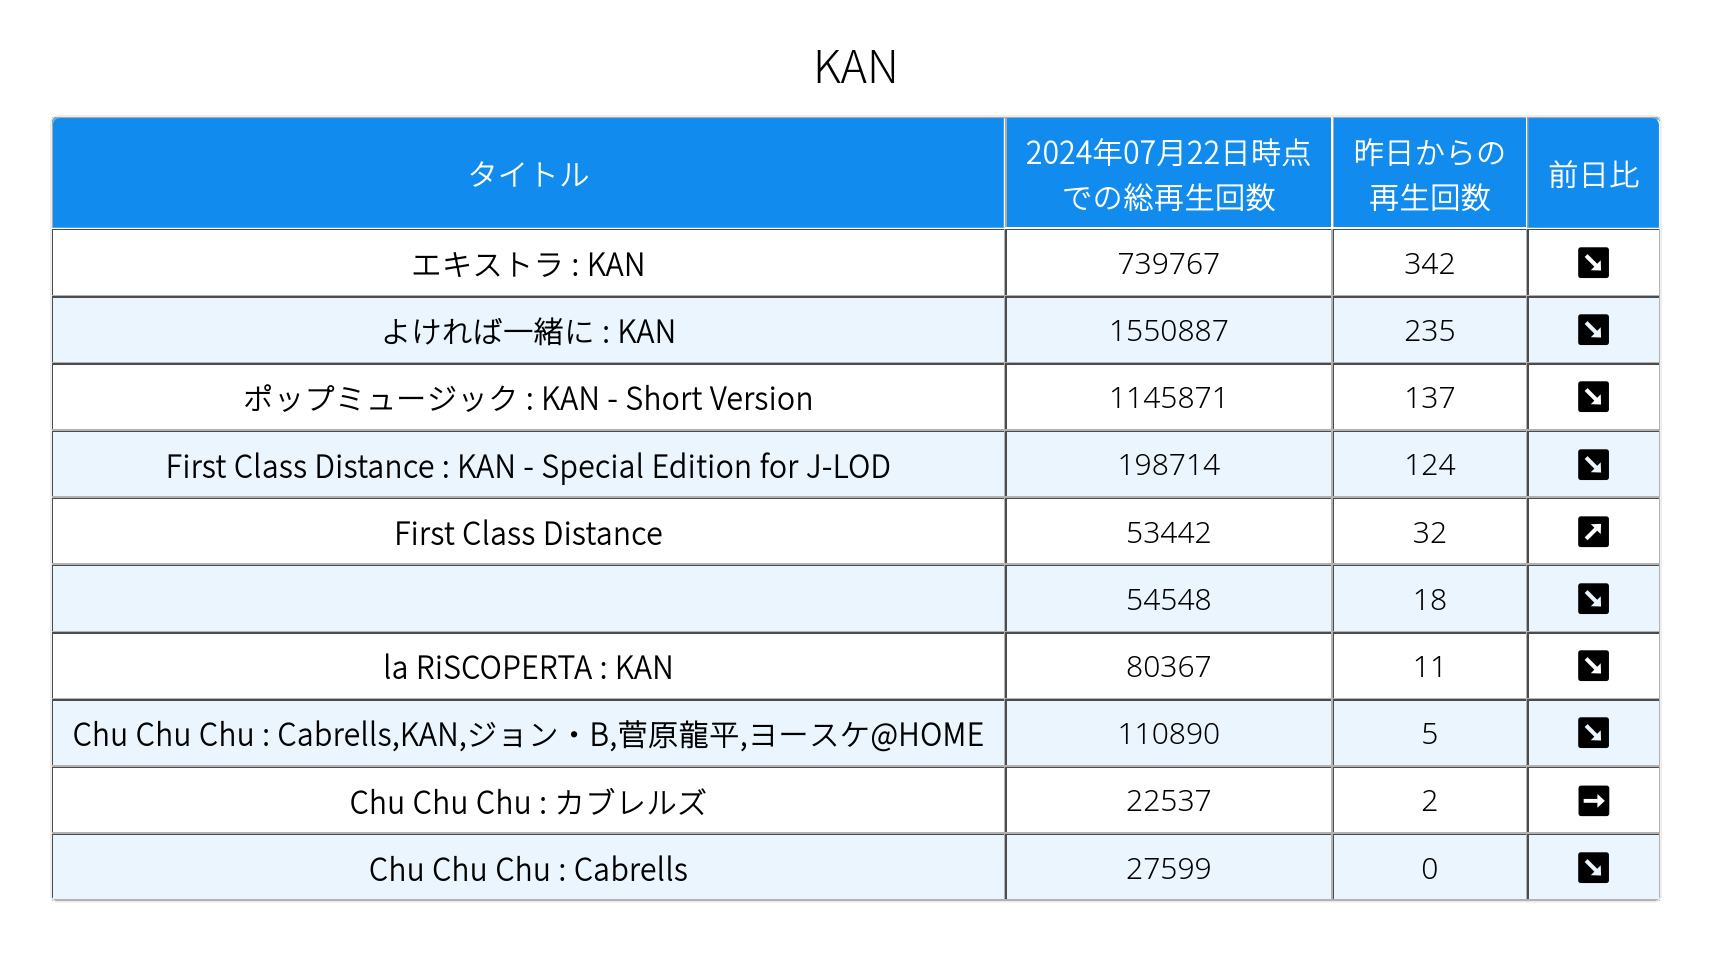 KAN
タイトル
2024年07月22日時点
での総再生回数
昨日からの
再生回数
前日比
エキストラ : KAN 739767 342 ↘
よければ一緒に : KAN 1550887 235 ↘
ポップミュージック : KAN - Short Version 1145871 137 ↘
First Class Distance : KAN - Special Edition for J-LOD 198714 124 ↘
First Class Distance 53442 32 ↗
54548 18 ↘
la RiSCOPERTA : KAN 80367 11 ↘
Chu Chu Chu : Cabrells,KAN,ジョン・B,菅原龍平,ヨースケ@HOME 110890 5 ↘
Chu Chu Chu : カブレルズ 22537 2 →
Chu Chu Chu : Cabrells 27599 0 ↘